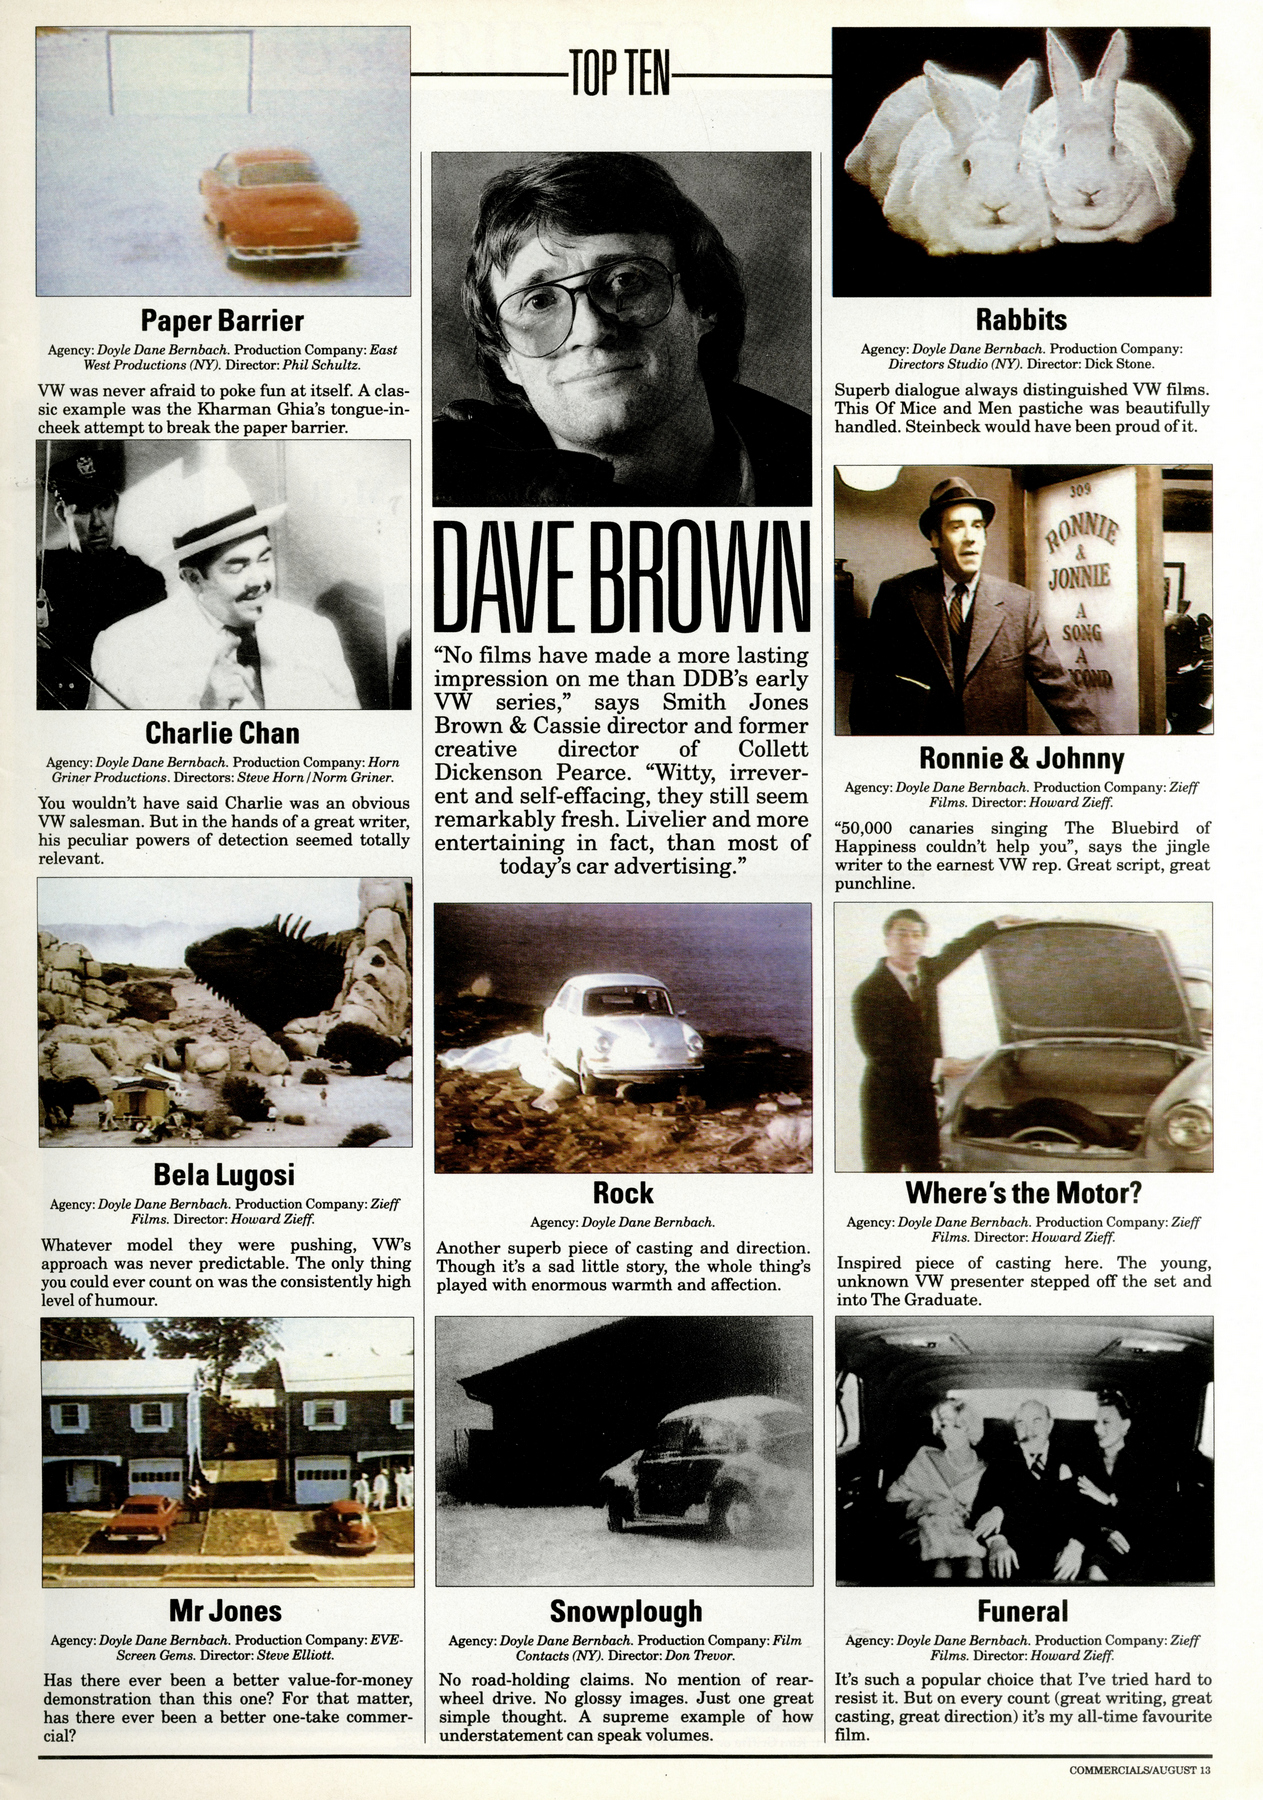 TOP TEN
Paper Barrier
Agency: Doyle Dane Bernbach. Production Company: East
West Productions (NY). Director: Phil Schultz.
VW was never afraid to poke fun at itself. A clas-
sic example was the Kharman Ghia's tongue-in-
cheek attempt to break the paper barrier.
Charlie Chan
Agency: Doyle Dane Bernbach. Production Company: Horn
Griner Productions. Directors: Steve Horn/Norm Griner.
You wouldn't have said Charlie was an obvious
VW salesman. But in the hands of a great writer,
his peculiar powers of detection seemed totally
relevant.
Bela Lugosi
Agency: Doyle Dane Bernbach. Production Company: Zieff
Films. Director: Howard Zieff.
Whatever model they were pushing, VW's
approach was never predictable. The only thing
you could ever count on was the consistently high
level of humour.
Mr Jones
Agency: Doyle Dane Bernbach. Production Company: EVE-
Screen Gems. Director: Steve Elliott.
Has there ever been a better value-for-money
demonstration than this one? For that matter,
has there ever been a better one-take commer-
cial?
DAVE BROWN
“No films have made a more lasting
impression on me than DDB's early
VW series,” says Smith Jones
Brown & Cassie director and former
creative director of Collett
Dickenson Pearce. “Witty, irrever-
ent and self-effacing, they still seem
remarkably fresh. Livelier and more
entertaining in fact, than most of
today's car advertising.”
Rock
Agency: Doyle Dane Bernbach.
Another superb piece of casting and direction.
Though it's a sad little story, the whole thing's
played with enormous warmth and affection.
Snowplough
Agency: Doyle Dane Bernbach. Production Company: Film
Contacts (NY). Director: Don Trevor.
No road-holding claims. No mention of rear-
wheel drive. No glossy images. Just one great
simple thought. A supreme example of how
understatement can speak volumes.
Rabbits
Agency: Doyle Dane Bernbach. Production Company:
Directors Studio (NY). Director: Dick Stone.
Superb dialogue always distinguished VW films.
This Of Mice and Men pastiche was beautifully
handled. Steinbeck would have been proud of it.
309
RONNIE
&
JONNIE
A
SONG
A
Ronnie & Johnny
Agency: Doyle Dane Bernbach. Production Company: Zieff
Films. Director: Howard Zieff.
“50,000 canaries singing The Bluebird of
Happiness couldn't help you”, says the jingle
writer to the earnest VW rep. Great script, great
punchline.
Where's the Motor?
Agency: Doyle Dane Bernbach. Production Company: Zieff
Films. Director: Howard Zieff.
Inspired piece of casting here. The young,
unknown VW presenter stepped off the set and
into The Graduate.
Funeral
Agency: Doyle Dane Bernbach. Production Company: Zieff
Films. Director: Howard Zieff.
It's such a popular choice that I've tried hard to
resist it. But on every count (great writing, great
casting, great direction) it's my all-time favourite
film.
COMMERCIALS/AUGUST 13